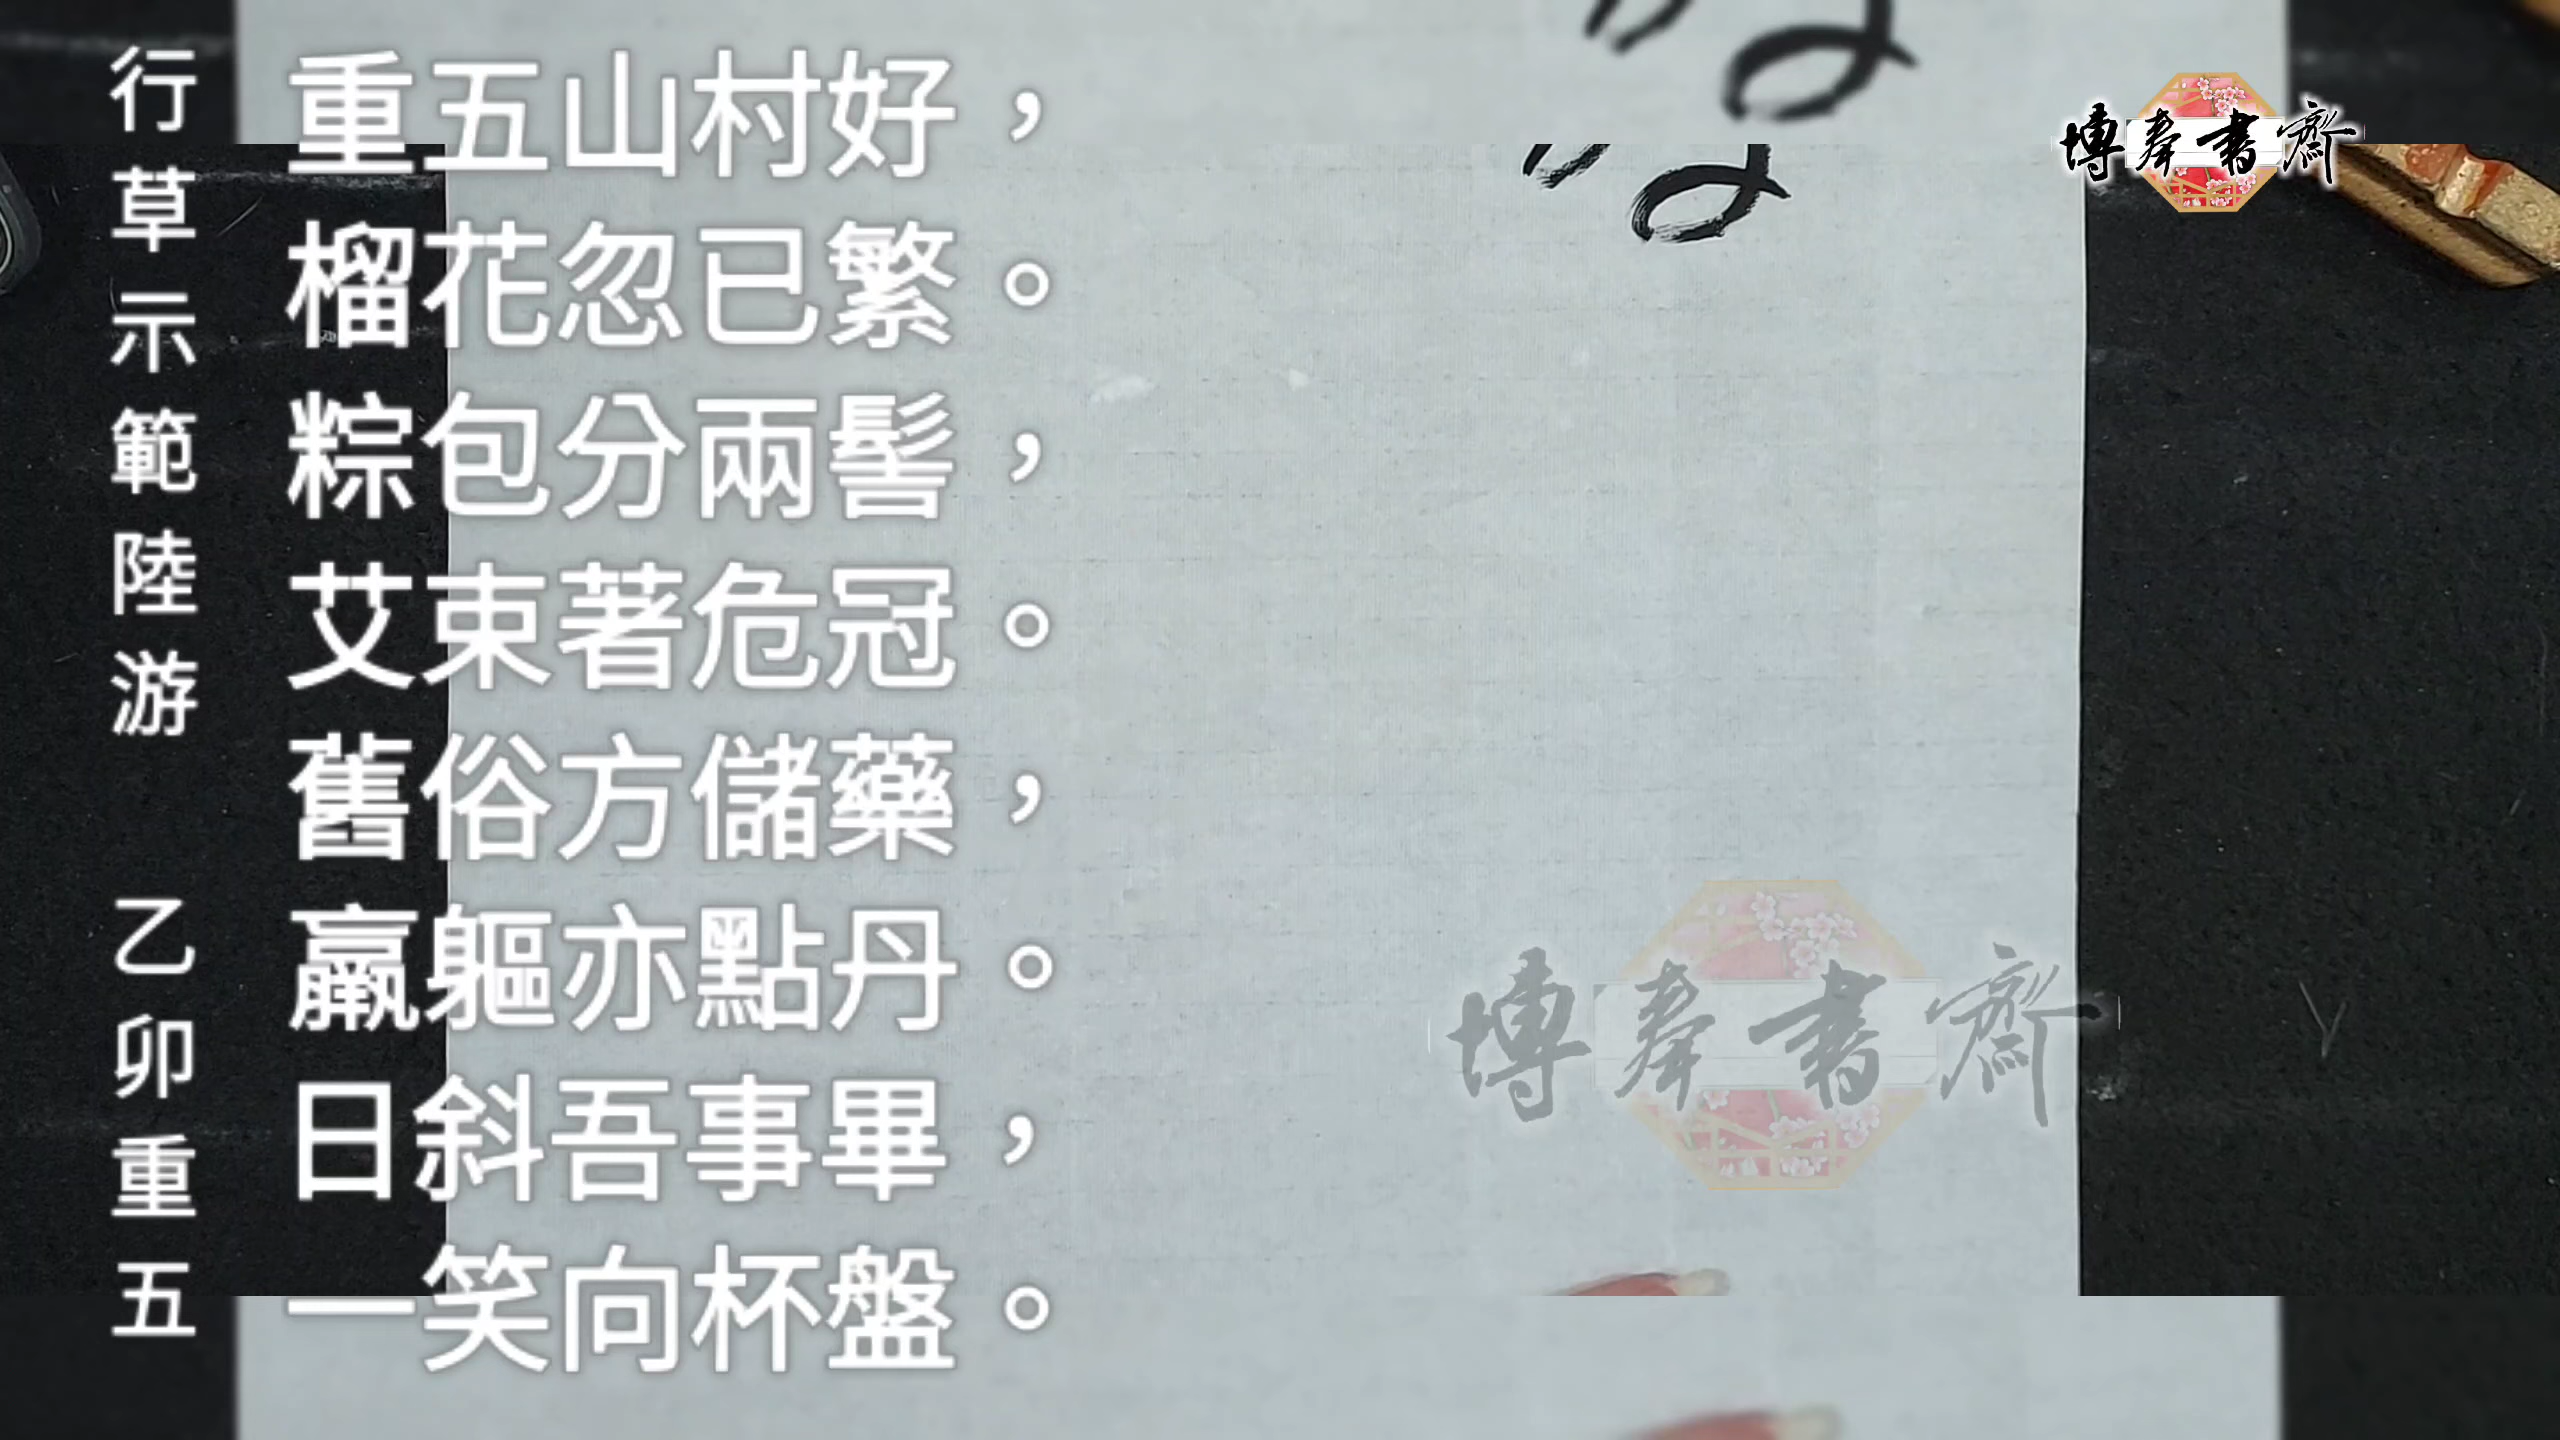 行草示範陸游 乙卯重五
重五山村好，
榴花忽已繁。
粽包分兩髻，
艾束著危冠。
舊俗方儲藥，
羸軀亦點丹。
日斜吾事畢，
一笑向杯盤。
博奉書齋
博奉書齋